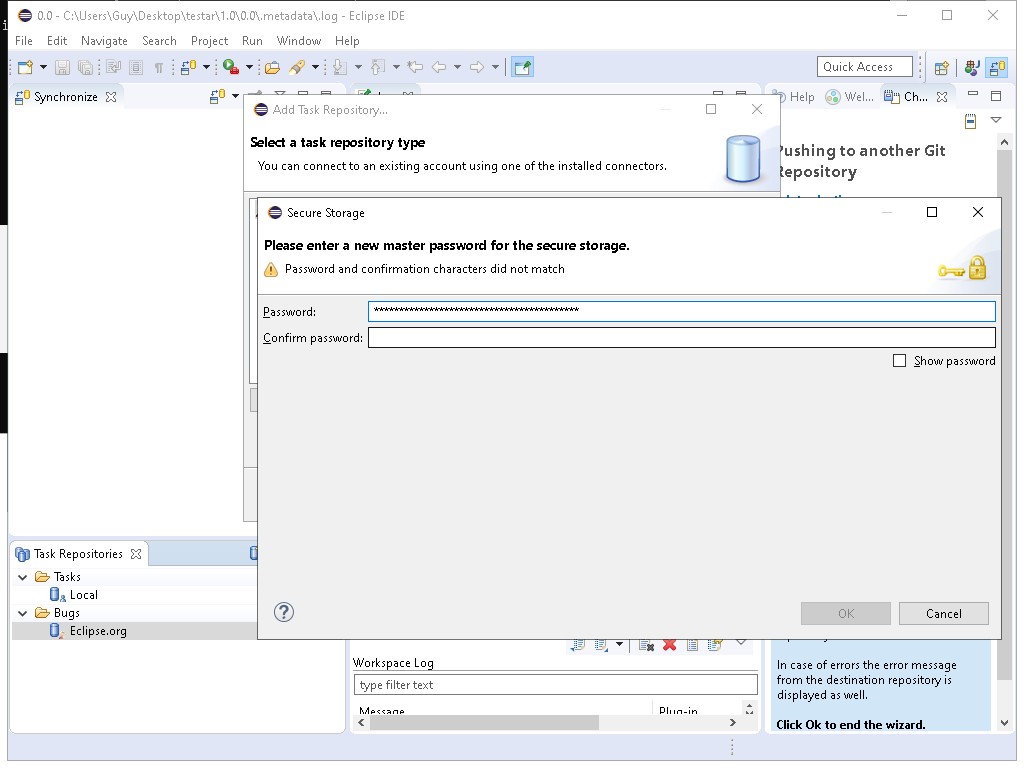 0.0 - C:\Users\Guy\Desktop\testar\1.0\0.0\.metadata\.log - Eclipse IDE
File Edit Navigate Search Project Run Window Help
Quick Access
Synchronize
Help Wel... Ch...
Add Task Repository...
Select a task repository type
You can connect to an existing account using one of the installed connectors.
Pushing to another Git
Repository
Secure Storage
Please enter a new master password for the secure storage.
Password and confirmation characters did not match
Password:
Confirm password:
Show password
OK Cancel
Task Repositories
Tasks
Local
Bugs
Eclipse.org
Workspace Log
type filter text
Message Plug-in
In case of errors the error message
from the destination repository is
displayed as well.
Click Ok to end the wizard.